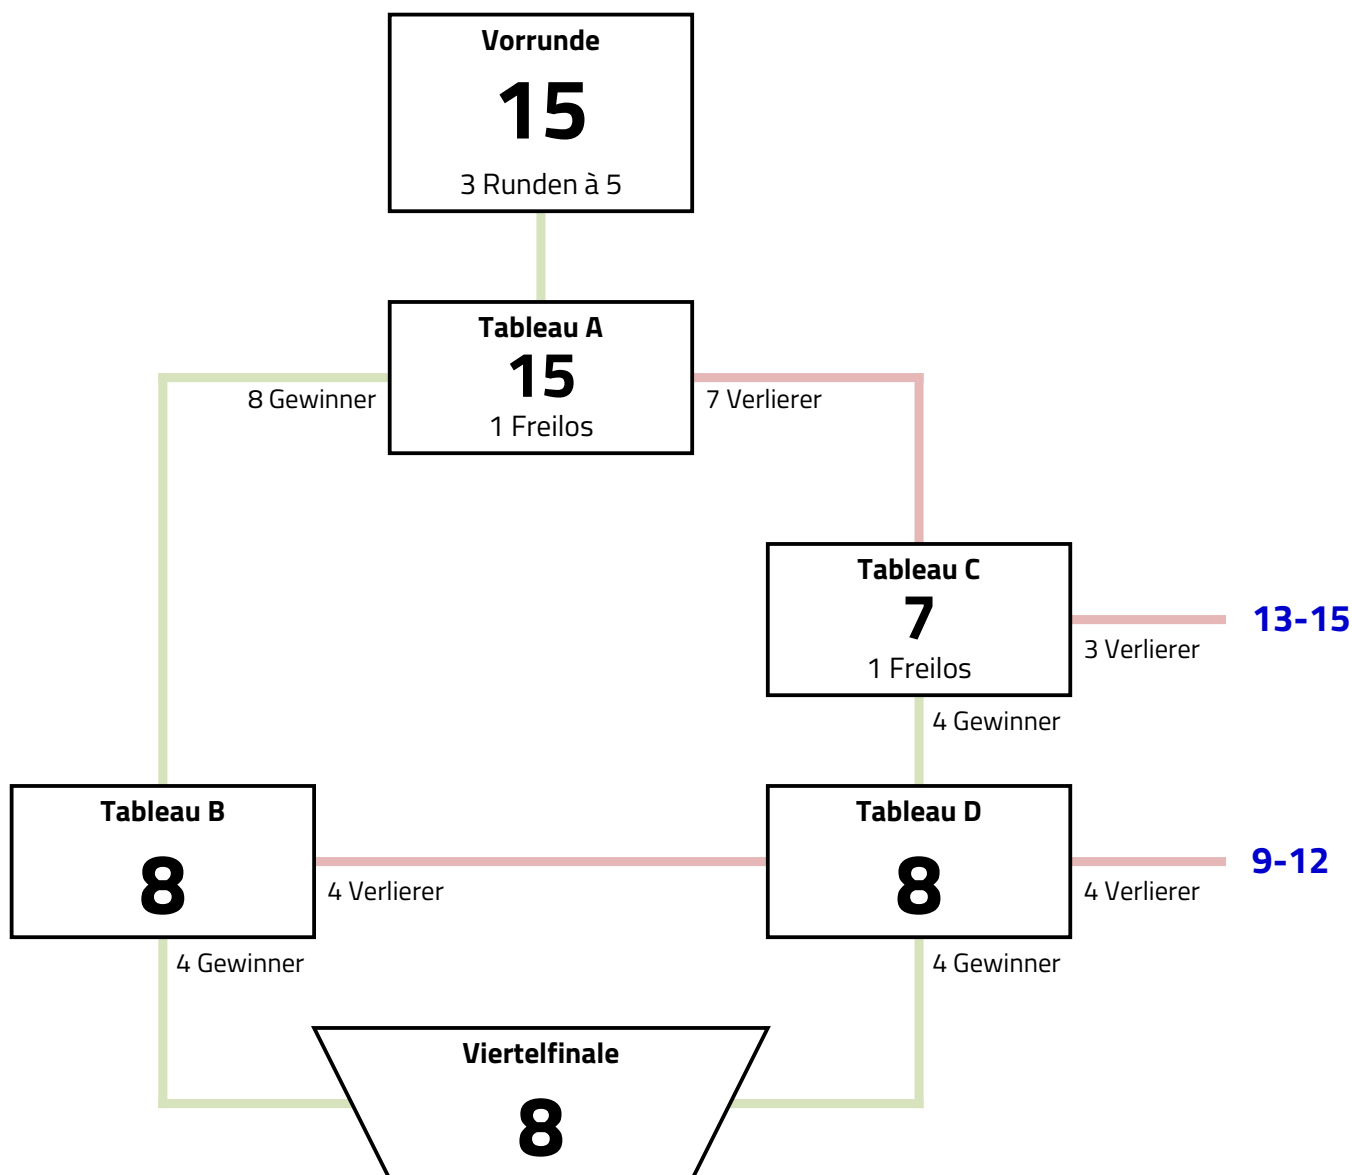 Vorrunde
15
3 Runden à 5
Tableau A
15
1 Freilos
8 Gewinner
7 Verlierer
Tableau C
7
1 Freilos
13-15
3 Verlierer
4 Gewinner
Tableau B
8
4 Verlierer
4 Gewinner
Tableau D
8
9-12
4 Verlierer
4 Gewinner
Viertelfinale
8